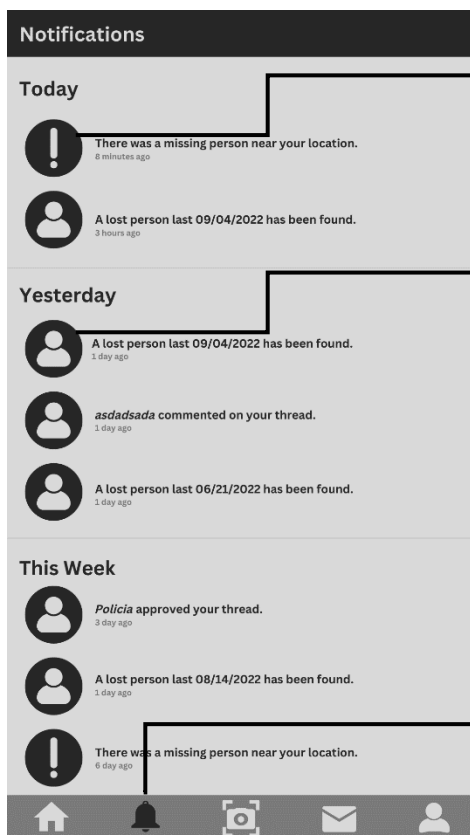 Notifications
Today
There was a missing person near your location.
8 minutes ago
A lost person last 09/04/2022 has been found.
3 hours ago
Yesterday
A lost person last 09/04/2022 has been found.
1 day ago
asdadsada commented on your thread.
1 day ago
A lost person last 06/21/2022 has been found.
1 day ago
This Week
Policia approved your thread.
3 day ago
A lost person last 08/14/2022 has been found.
1 day ago
There was a missing person near your location.
6 day ago